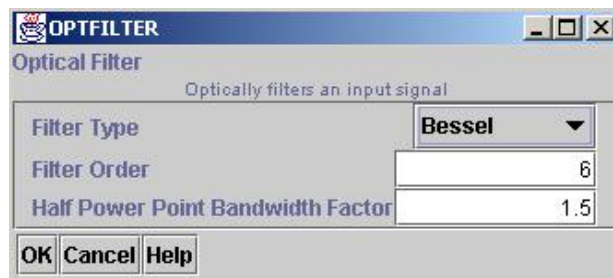 OPTFILTER
Optical Filter
Optically filters an input signal
Filter Type Bessel
Filter Order 6
Half Power Point Bandwidth Factor 1.5
OK Cancel Help